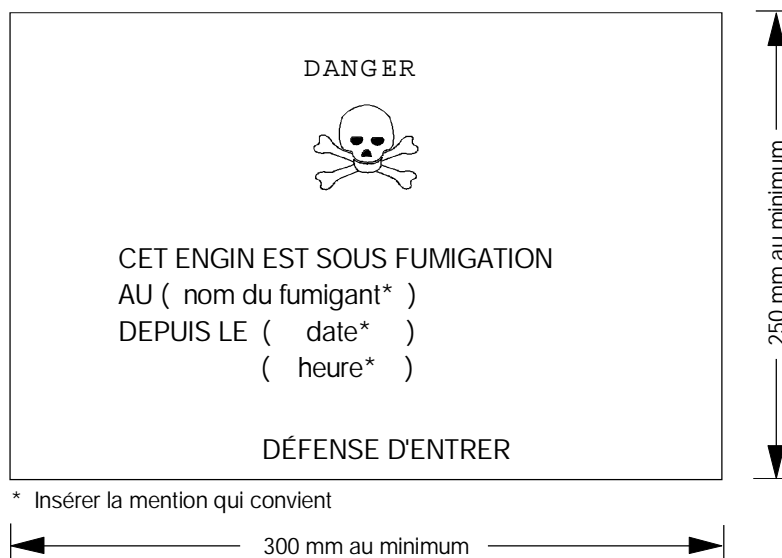 DANGER
CET ENGIN EST SOUS FUMIGATION
AU ( nom du fumigant* )
DEPUIS LE ( date* )
( heure* )
DÉFENSE D'ENTRER
* Insérer la mention qui convient
300 mm au minimum
250 mm au minimum